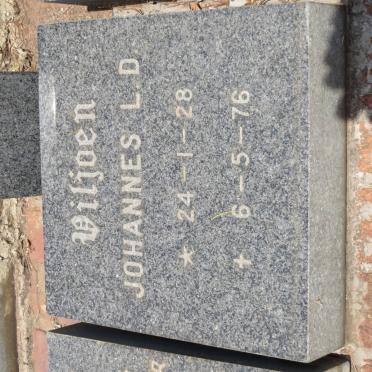 Viljoen
JOHANNES L.D.
* 24-1-28
✝ 6-5-76